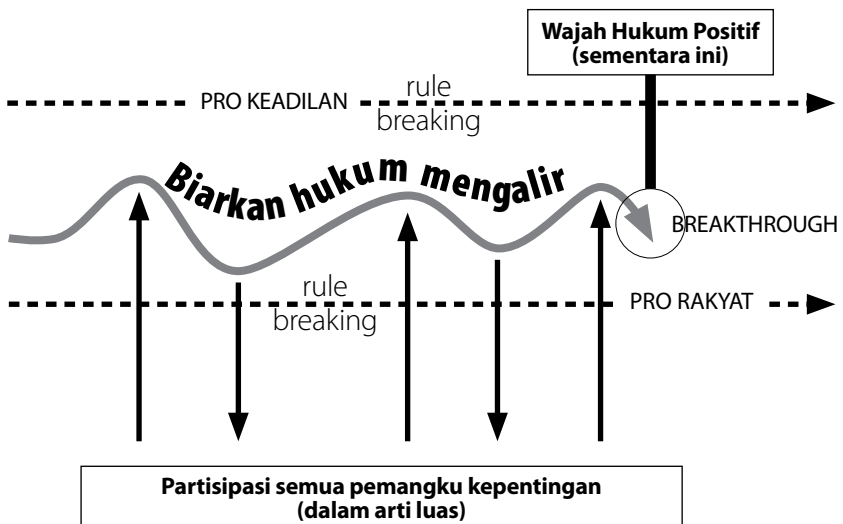 Wajah Hukum Positif
(sementara ini)
PRO KEADILAN
rule
breaking
Biarkan hukum mengalir
BREAKTHROUGH
rule
breaking
PRO RAKYAT
Partisipasi semua pemangku kepentingan
(dalam arti luas)